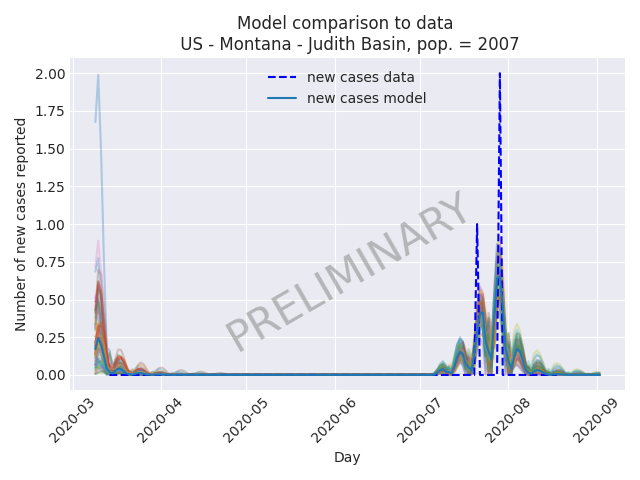 Model comparison to data
US - Montana - Judith Basin, pop. = 2007
new cases data
new cases model
PRELIMINARY
Number of new cases reported
2.00
1.75
1.50
1.25
1.00
0.75
0.50
0.25
0.00
2020-03
2020-04
2020-05
2020-06
2020-07
2020-08
2020-09
Day